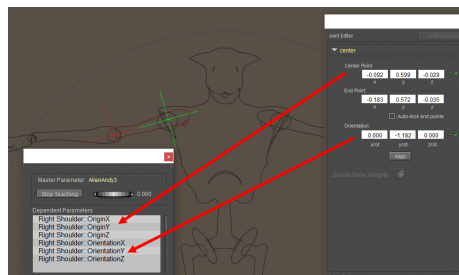 Joint Editor
center
Center Point:
-0.092 0.599 -0.029
x y z
End Point:
-0.183 0.572 -0.035
x y z
Auto-lock end points
Orientation:
0.000 -1.182 0.000
xrot yrot zrot
Align
Single Bone Weights:
x
Master Parameter: AlienAndy3
Stop Teaching 0.000
Dependent Parameters
Right Shoulder::OriginX
Right Shoulder::OriginY
Right Shoulder::OriginZ
Right Shoulder::OrientationX
Right Shoulder::OrientationY
Right Shoulder::OrientationZ